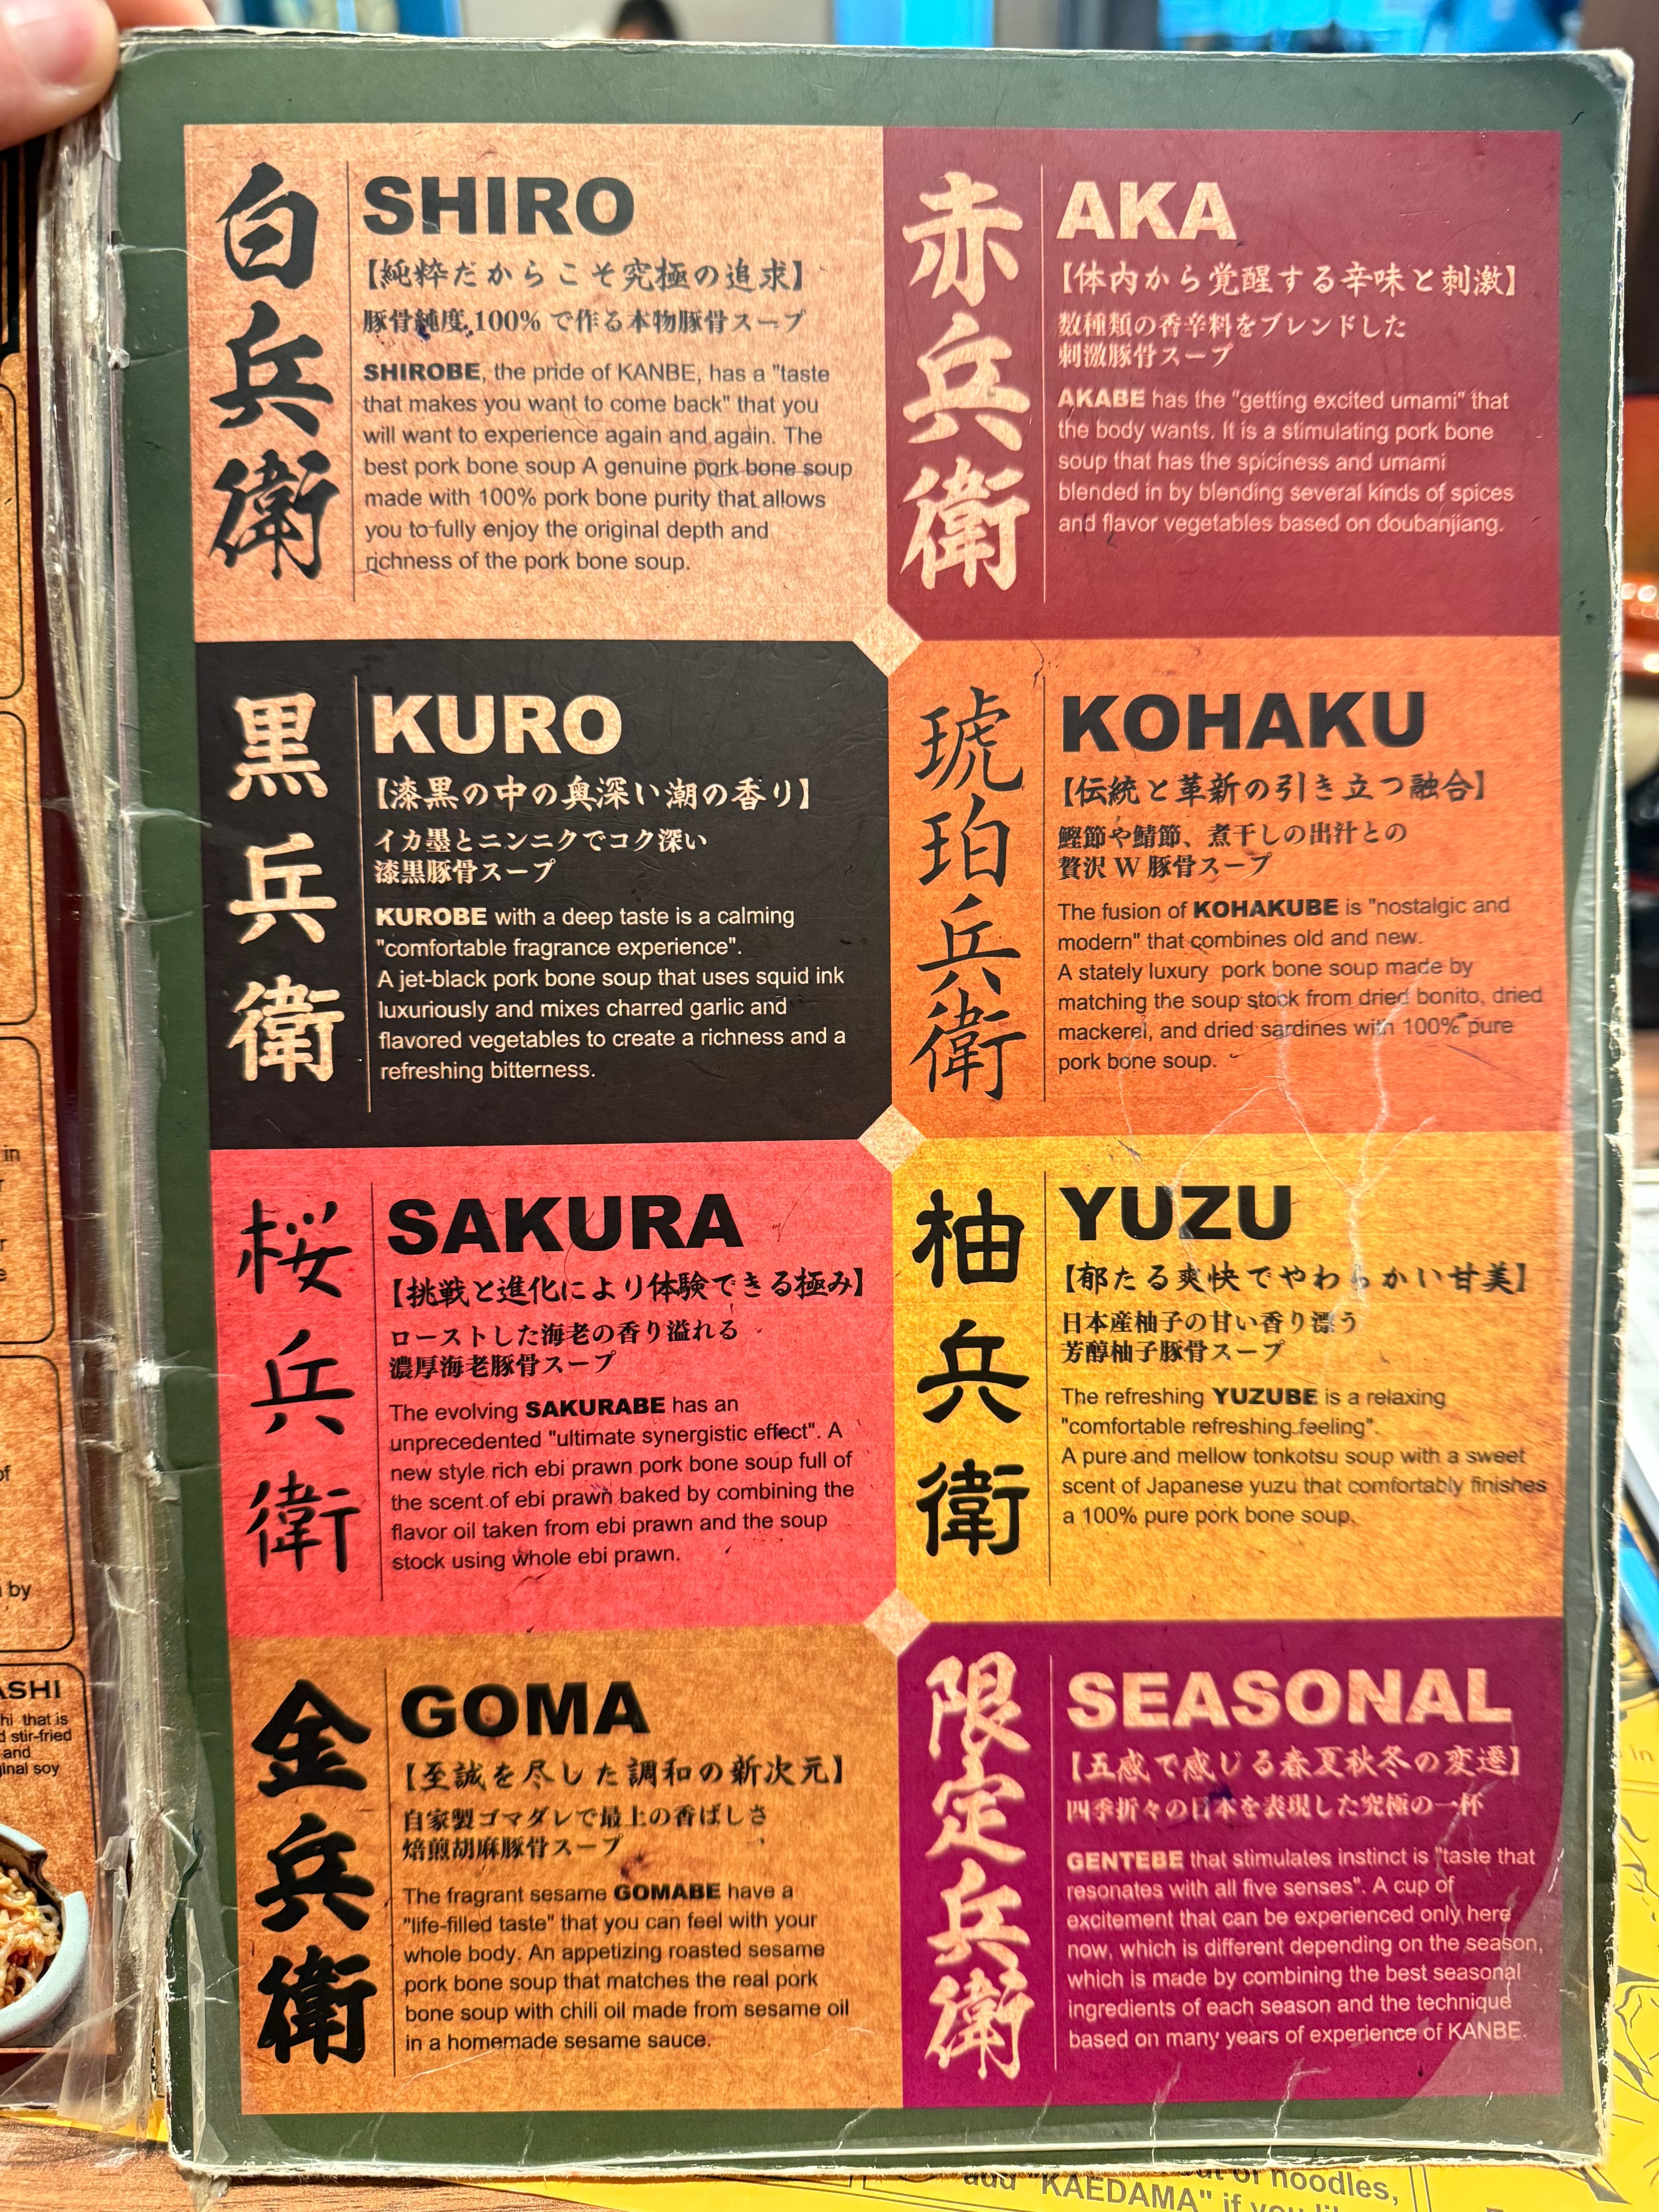 白兵衛
SHIRO
【純粋だからこそ究極の追求】
豚骨純度100% で作る本物豚骨スープ
SHIROBE, the pride of KANBE, has a "taste
that makes you want to come back" that you
will want to experience again and again. The
best pork bone soup A genuine pork bone soup
made with 100% pork bone purity that allows
you to fully enjoy the original depth and
richness of the pork bone soup.
赤兵衛
AKA
【体内から覚醒する辛味と刺激】
数種類の香辛料をブレンドした
刺激豚骨スープ
AKABE has the "getting excited umami" that
the body wants. It is a stimulating pork bone
soup that has the spiciness and umami
blended in by blending several kinds of spices
and flavor vegetables based on doubanjiang.
黒兵衛
KURO
【漆黒の中の奥深い潮の香り】
イカ墨とニンニクでコク深い
漆黒豚骨スープ
KUROBE with a deep taste is a calming
"comfortable fragrance experience".
A jet-black pork bone soup that uses squid ink
luxuriously and mixes charred garlic and
flavored vegetables to create a richness and a
refreshing bitterness.
琥珀兵衛
KOHAKU
【伝統と革新の引き立つ融合】
鰹節や鯖節、煮干しの出汁との
贅沢 W 豚骨スープ
The fusion of KOHAKUBE is "nostalgic and
modern" that combines old and new.
A stately luxury pork bone soup made by
matching the soup stock from dried bonito, dried
mackerel, and dried sardines with 100% pure
pork bone soup.
桜兵衛
SAKURA
【挑戦と進化により体験できる極み】
ローストした海老の香り溢れる
濃厚海老豚骨スープ
The evolving SAKURABE has an
unprecedented "ultimate synergistic effect". A
new style rich ebi prawn pork bone soup full of
the scent of ebi prawn baked by combining the
flavor oil taken from ebi prawn and the soup
stock using whole ebi prawn.
柚兵衛
YUZU
【郁たる爽快でやわらかい甘美】
日本産柚子の甘い香り漂う
芳醇柚子豚骨スープ
The refreshing YUZUBE is a relaxing
"comfortable refreshing feeling".
A pure and mellow tonkotsu soup with a sweet
scent of Japanese yuzu that comfortably finishes
a 100% pure pork bone soup.
金兵衛
GOMA
【至誠を尽した調和の新次元】
自家製ゴマダレで最上の香ばしさ
焙煎胡麻豚骨スープ
The fragrant sesame GOMABE have a
"life-filled taste" that you can feel with your
whole body. An appetizing roasted sesame
pork bone soup that matches the real pork
bone soup with chili oil made from sesame oil
in a homemade sesame sauce.
限定兵衛
SEASONAL
【五感で感じる春夏秋冬の変遷】
四季折々の日本を表現した究極の一杯
GENTEBE that stimulates instinct is "taste that
resonates with all five senses". A cup of
excitement that can be experienced only here
now, which is different depending on the season,
which is made by combining the best seasonal
ingredients of each season and the technique
based on many years of experience of KANBE.
in
of
by
ASHI
hi that is
d stir-fried
and
ginal soy
in
out of noodles,
add "KAEDAMA" if you